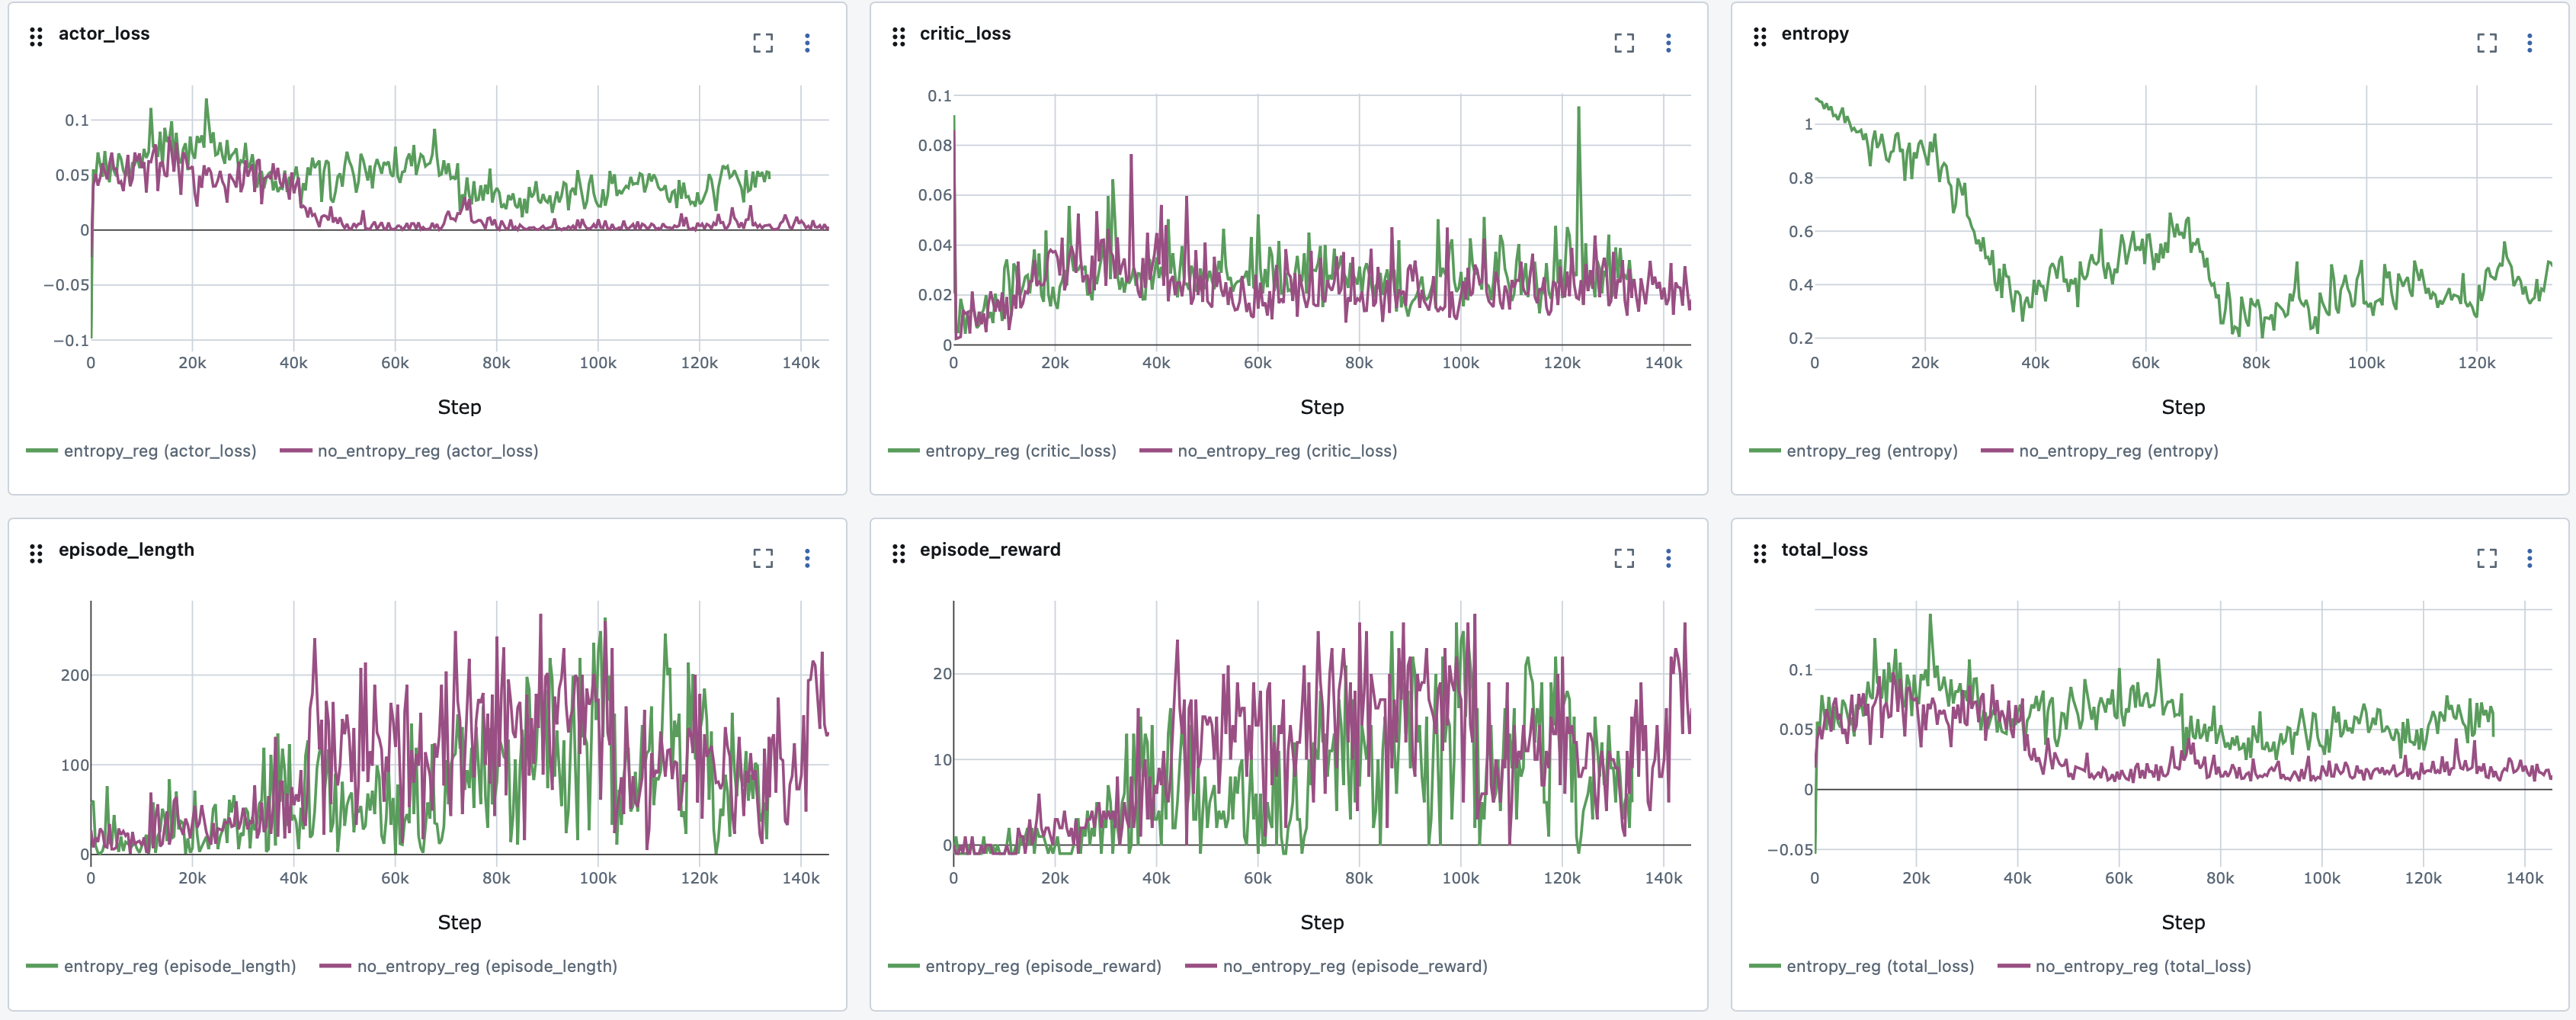 actor_loss
0.1
0.05
0
−0.05
−0.1
0 20k 40k 60k 80k 100k 120k 140k
Step
entropy_reg (actor_loss) no_entropy_reg (actor_loss)
critic_loss
0.1
0.08
0.06
0.04
0.02
0
0 20k 40k 60k 80k 100k 120k 140k
Step
entropy_reg (critic_loss) no_entropy_reg (critic_loss)
entropy
1
0.8
0.6
0.4
0.2
0 20k 40k 60k 80k 100k 120k
Step
entropy_reg (entropy) no_entropy_reg (entropy)
episode_length
200
100
0
0 20k 40k 60k 80k 100k 120k 140k
Step
entropy_reg (episode_length) no_entropy_reg (episode_length)
episode_reward
20
10
0
0 20k 40k 60k 80k 100k 120k 140k
Step
entropy_reg (episode_reward) no_entropy_reg (episode_reward)
total_loss
0.1
0.05
0
−0.05
0 20k 40k 60k 80k 100k 120k 140k
Step
entropy_reg (total_loss) no_entropy_reg (total_loss)